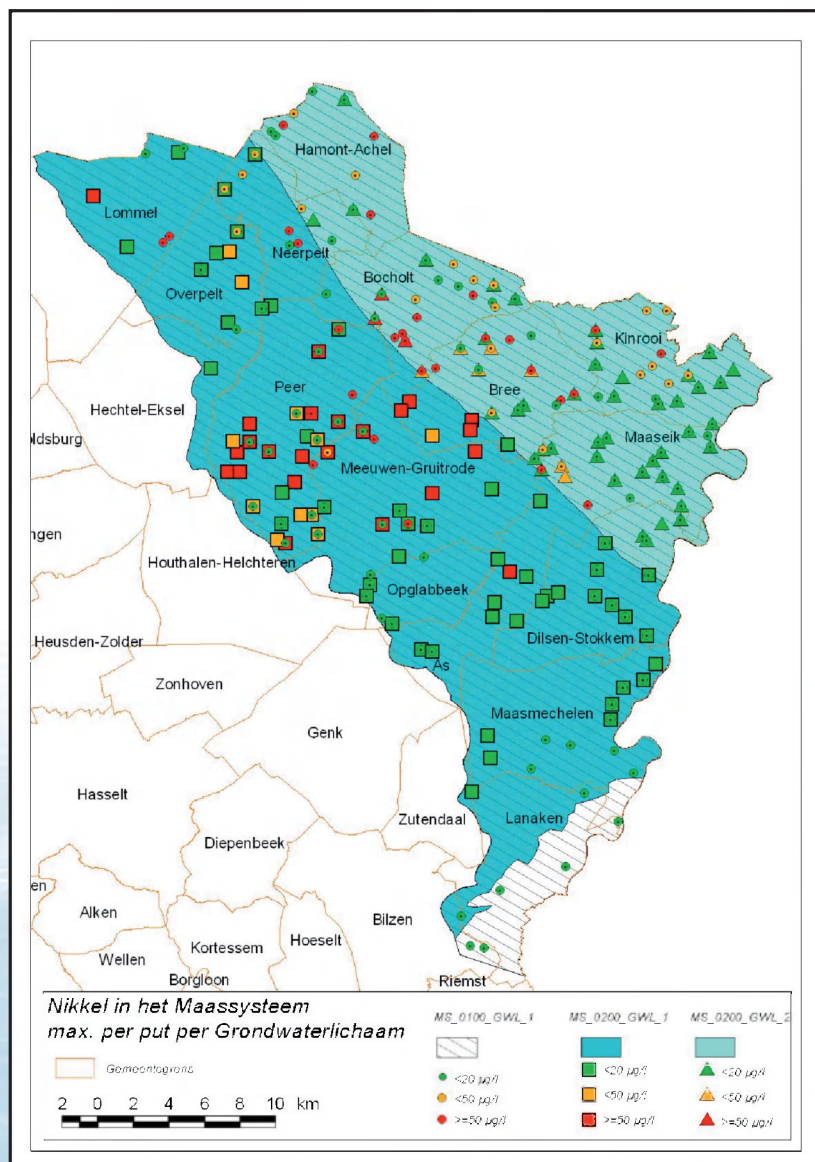 Hamont-Achel
Lommel
Neerpelt
Bocholt
Overpelt
Kinrooi
Peer
Bree
Hechtel-Eksel
Maaseik
oldsburg
Meeuwen-Gruitrode
ngen
Houthalen-Helchteren
Opglabbeek
Heusden-Zolder
Dilsen-Stokkem
As
Zonhoven
Maasmechelen
Genk
Hasselt
Zutendaal
Lanaken
Diepenbeek
en
Alken
Bilzen
Kortessem
Hoeselt
Wellen
Borgloon
Riemst
Nikkel in het Maassysteem
max. per put per Grondwaterlichaam
Gemeentegrens
2 0 2 4 6 8 10 km
MS_0100_GWL_1 MS_0200_GWL_1 MS_0200_GWL_2
<20 µg/l <20 µg/l <20 µg/l
<50 µg/l <50 µg/l <50 µg/l
>=50 µg/l >=50 µg/l >=50 µg/l